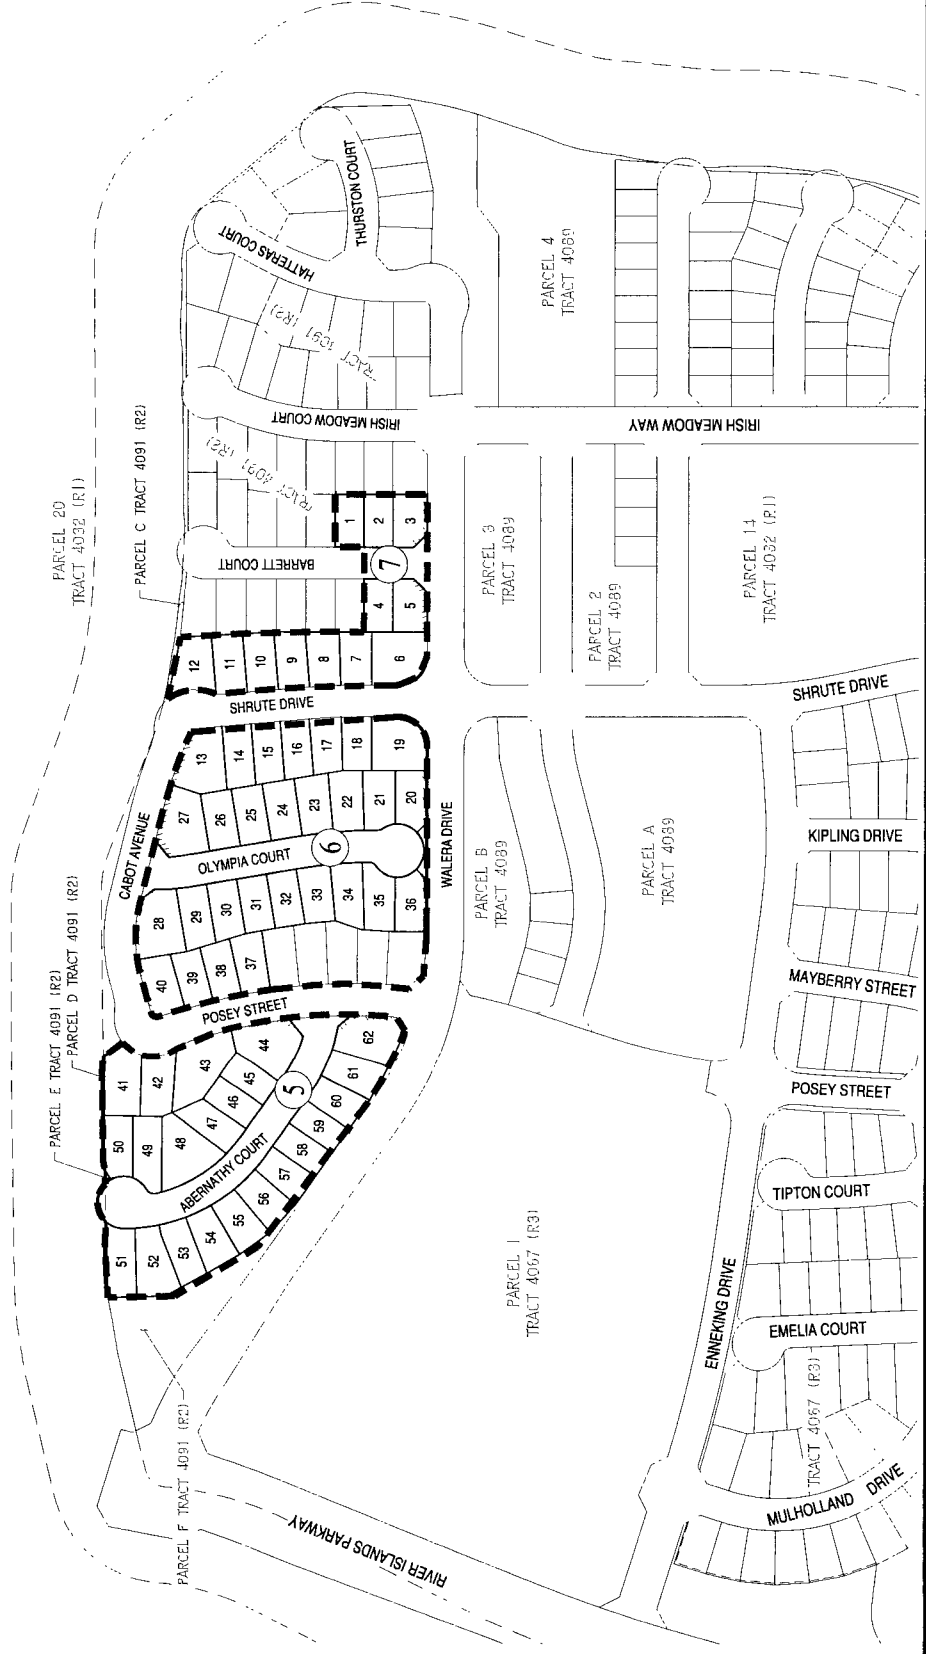 PARCEL 20
TRACT 4032 (R1)
PARCEL C TRACT 4091 (R2)
PARCEL E TRACT 4091 (R2)
PARCEL D TRACT 4091 (R2)
PARCEL F TRACT 4091 (R2)
HATTERAS COURT
THURSTON COURT
TRACT 4091 (R2)
IRISH MEADOW COURT
TRACT 4091 (R2)
BARRETT COURT
IRISH MEADOW WAY
PARCEL 4
TRACT 4089
PARCEL 3
TRACT 4089
PARCEL 2
TRACT 4089
PARCEL 14
TRACT 4032 (R1)
1
2
3
7
4
5
12
11
10
9
8
7
6
SHRUTE DRIVE
SHRUTE DRIVE
13
14
15
16
17
18
19
27
26
25
24
23
22
21
20
OLYMPIA COURT
6
CABOT AVENUE
WALERA DRIVE
28
29
30
31
32
33
34
35
36
40
39
38
37
POSEY STREET
PARCEL B
TRACT 4089
PARCEL A
TRACT 4089
KIPLING DRIVE
MAYBERRY STREET
POSEY STREET
41
42
43
44
62
50
49
48
47
46
45
5
61
60
59
58
57
56
55
54
53
52
51
ABERNATHY COURT
TIPTON COURT
EMELIA COURT
ENNEKING DRIVE
PARCEL 1
TRACT 4067 (R3)
TRACT 4067 (R3)
MULHOLLAND DRIVE
RIVER ISLANDS PARKWAY